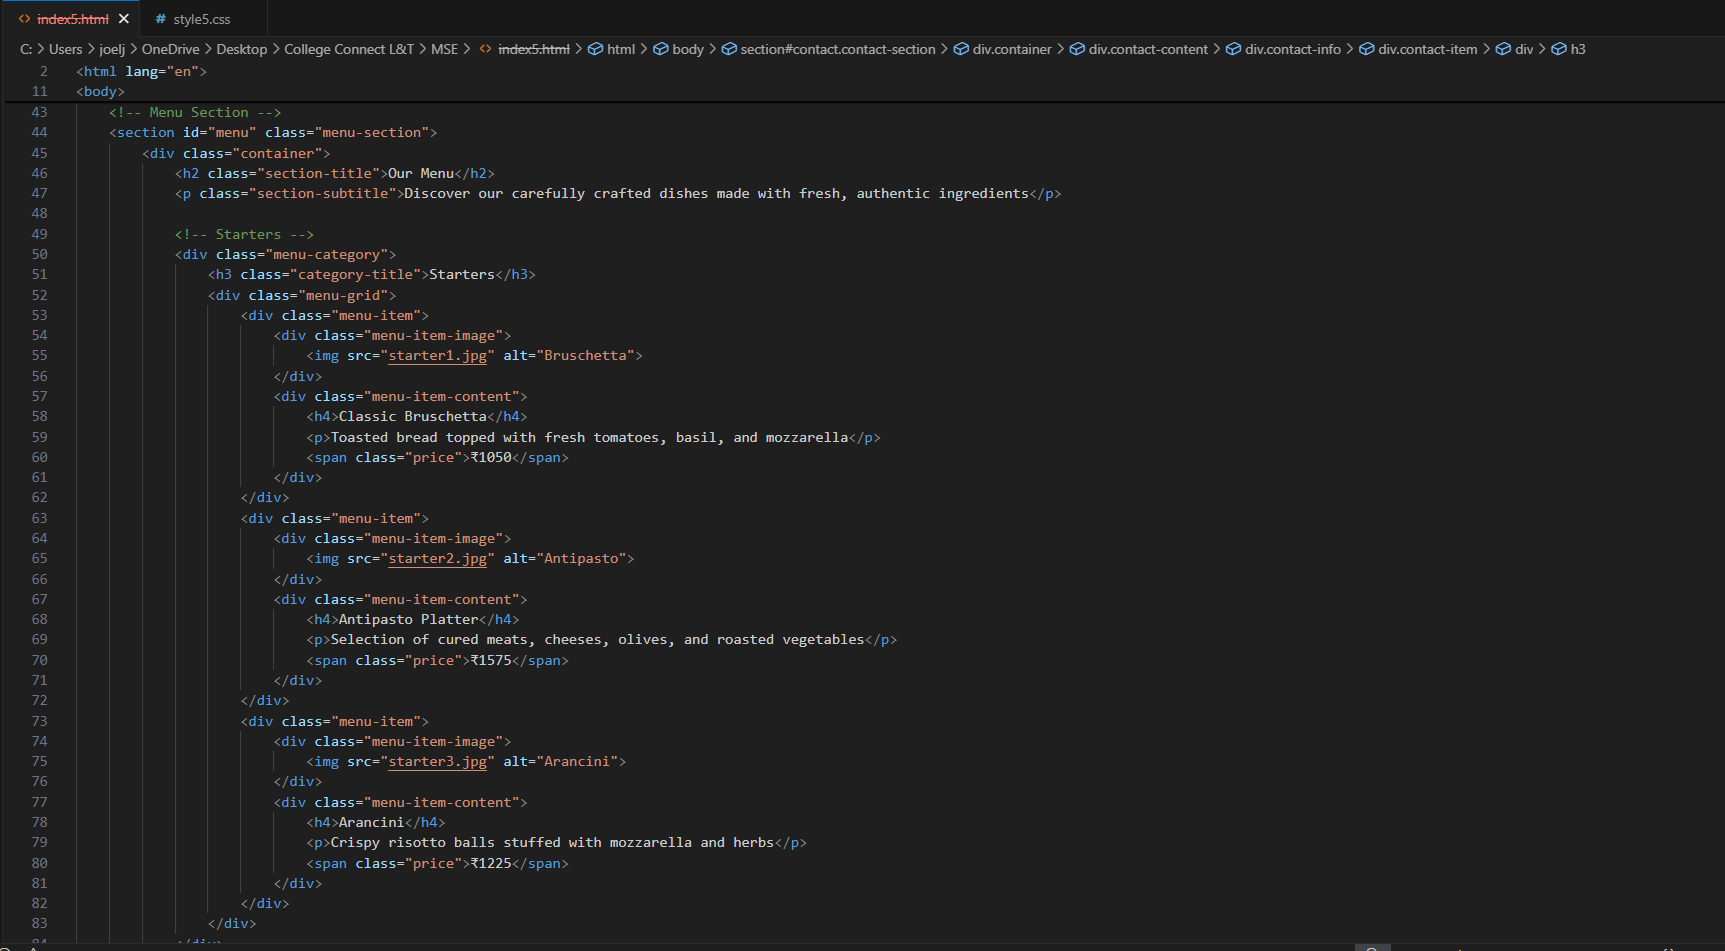 index5.html style5.css
C: Users joelj OneDrive Desktop College Connect L&T MSE index5.html html body section#contact.contact-section div.container div.contact-content div.contact-info div.contact-item div h3
2 <html lang="en">
11 <body>
43 <!-- Menu Section -->
44 <section id="menu" class="menu-section">
45 <div class="container">
46 <h2 class="section-title">Our Menu</h2>
47 <p class="section-subtitle">Discover our carefully crafted dishes made with fresh, authentic ingredients</p>
48
49 <!-- Starters -->
50 <div class="menu-category">
51 <h3 class="category-title">Starters</h3>
52 <div class="menu-grid">
53 <div class="menu-item">
54 <div class="menu-item-image">
55 <img src="starter1.jpg" alt="Bruschetta">
56 </div>
57 <div class="menu-item-content">
58 <h4>Classic Bruschetta</h4>
59 <p>Toasted bread topped with fresh tomatoes, basil, and mozzarella</p>
60 <span class="price">₹1050</span>
61 </div>
62 </div>
63 <div class="menu-item">
64 <div class="menu-item-image">
65 <img src="starter2.jpg" alt="Antipasto">
66 </div>
67 <div class="menu-item-content">
68 <h4>Antipasto Platter</h4>
69 <p>Selection of cured meats, cheeses, olives, and roasted vegetables</p>
70 <span class="price">₹1575</span>
71 </div>
72 </div>
73 <div class="menu-item">
74 <div class="menu-item-image">
75 <img src="starter3.jpg" alt="Arancini">
76 </div>
77 <div class="menu-item-content">
78 <h4>Arancini</h4>
79 <p>Crispy risotto balls stuffed with mozzarella and herbs</p>
80 <span class="price">₹1225</span>
81 </div>
82 </div>
83 </div>
84 </div>